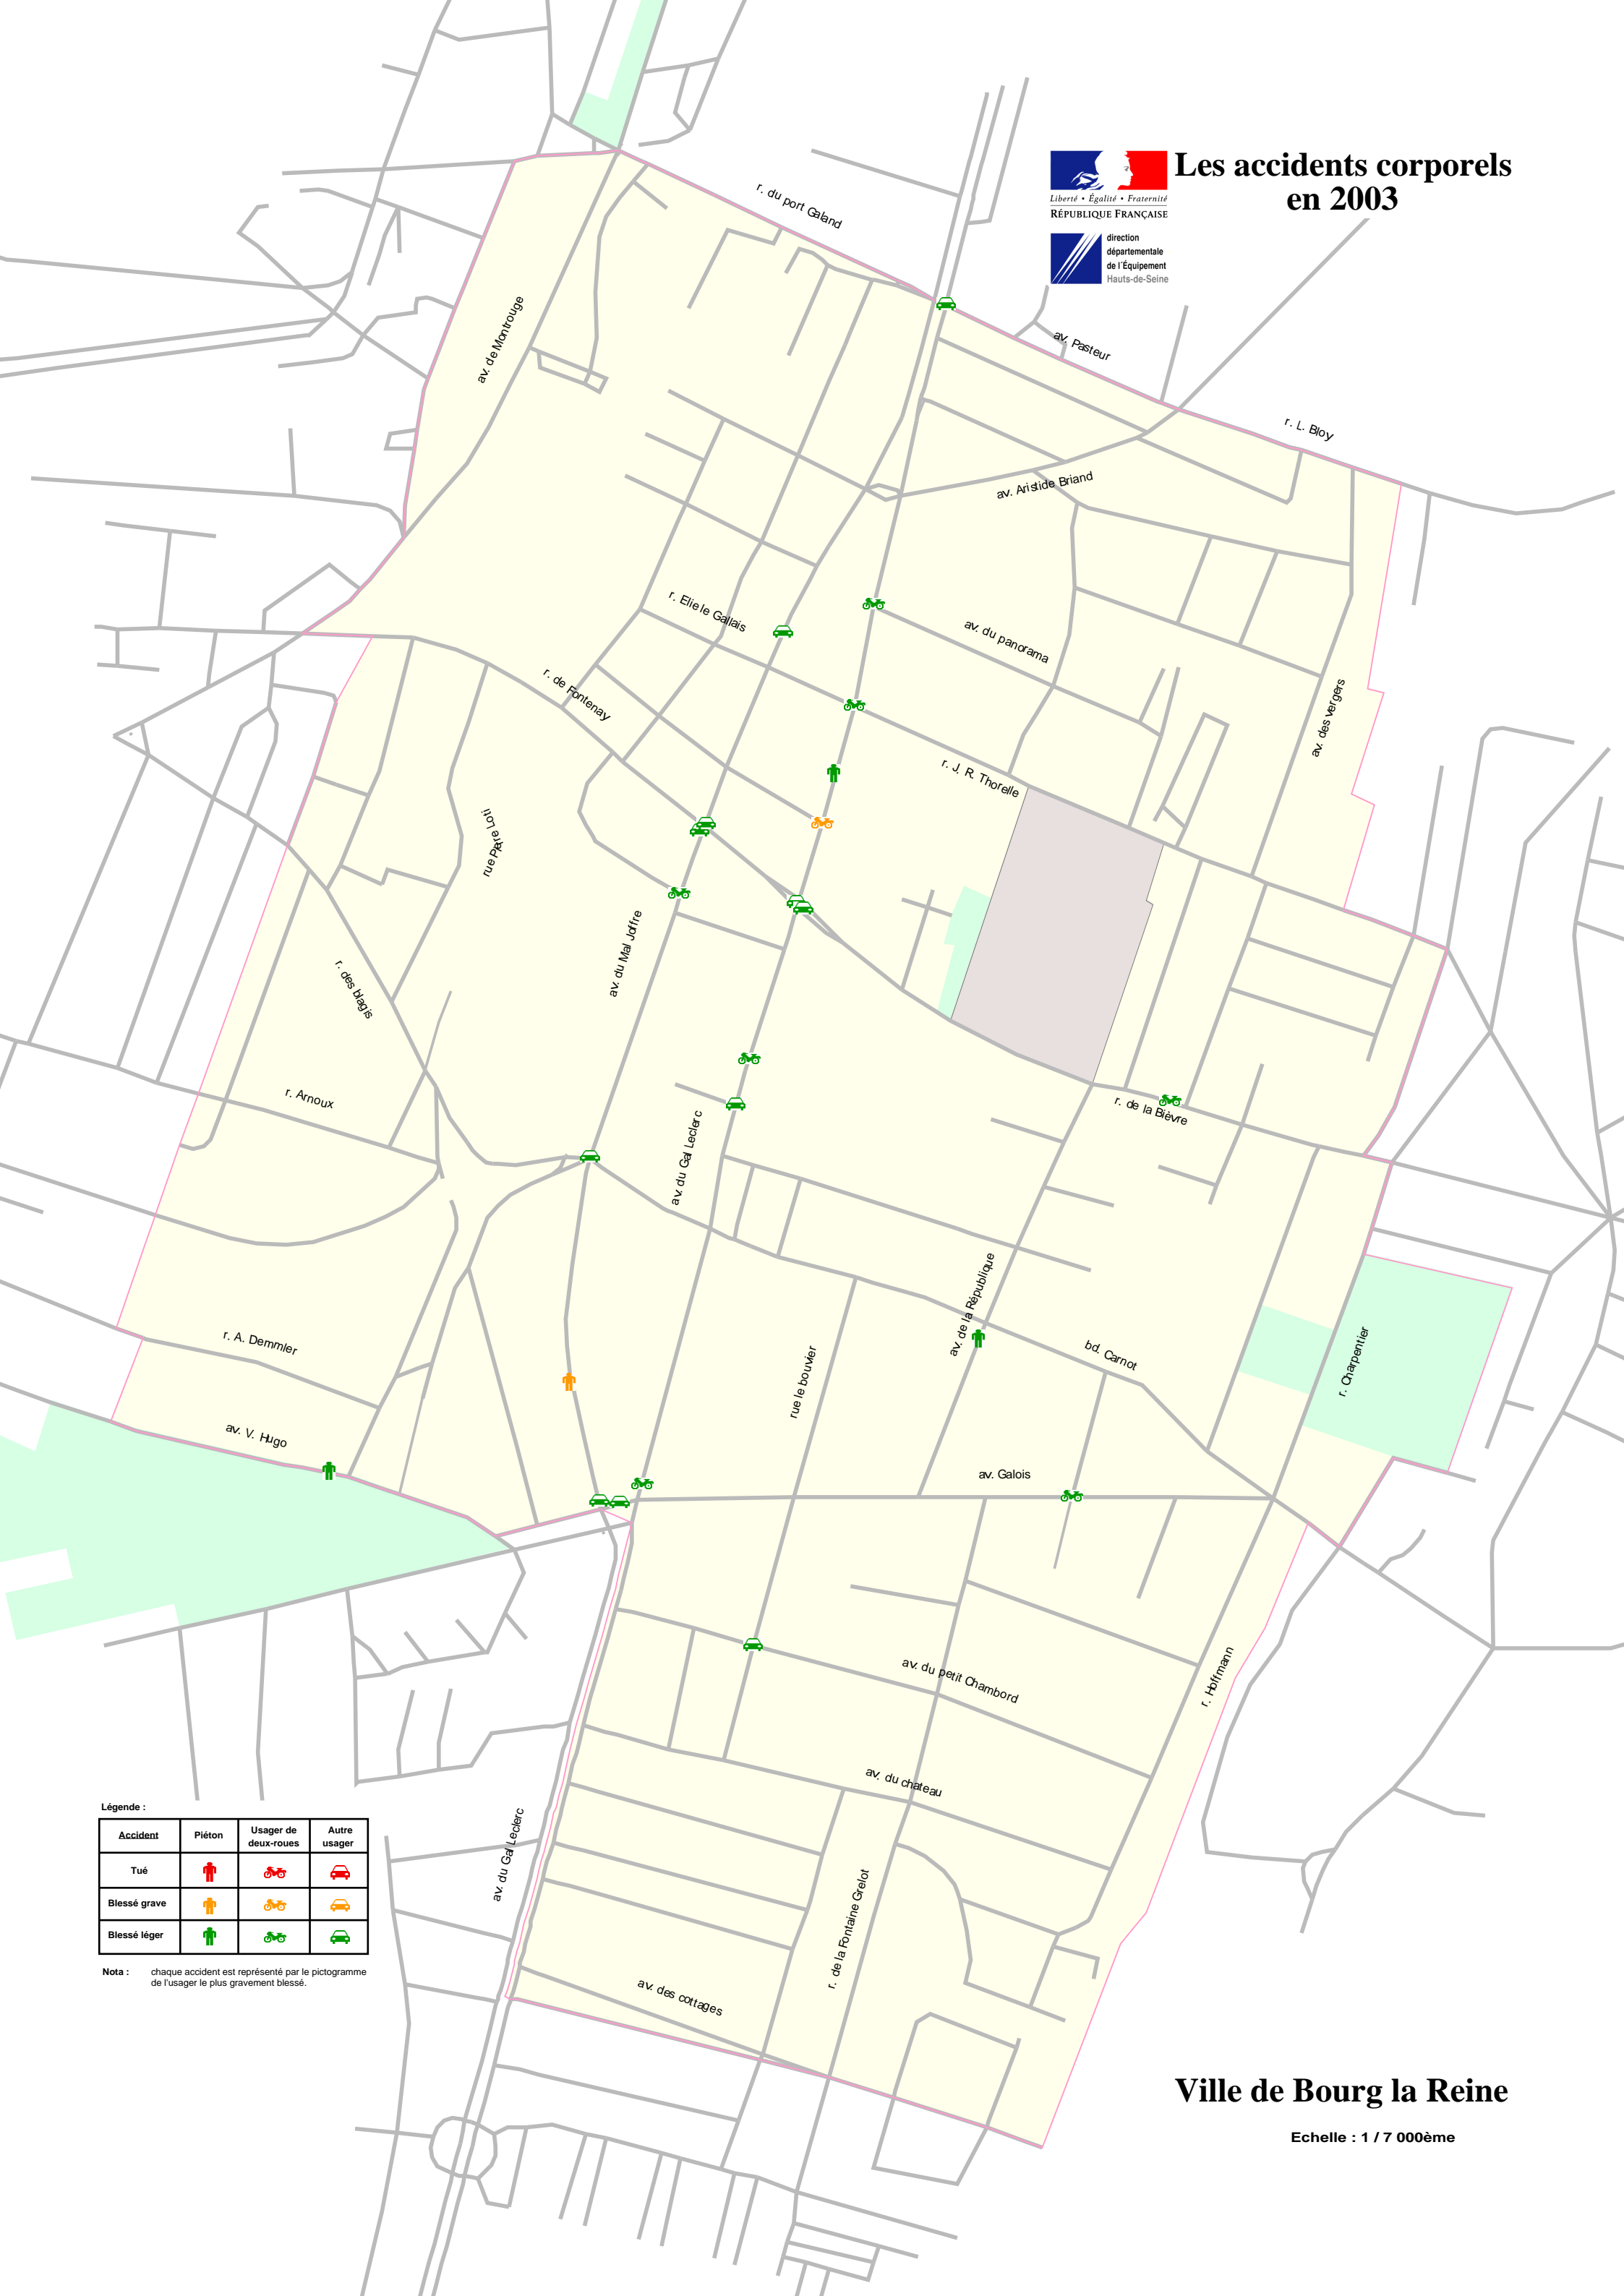 Les accidents corporels
en 2003
Liberté • Égalité • Fraternité
RÉPUBLIQUE FRANÇAISE
direction
départementale
de l'Équipement
Hauts-de-Seine
r. du port Galand
av. de Montrouge
av. Pasteur
r. L. Bloy
av. Aristide Briand
r. Elie le Gallais
av. du panorama
r. de Fontenay
av. des vergers
r. J. R. Thorelle
rue Pierre Loti
av. du Mal Joffre
r. des blagis
r. Arnoux
r. de la Bièvre
av. du Gal Leclerc
av. de la République
r. A. Demmler
bd. Carnot
r. Charpentier
rue le bouvier
av. V. Hugo
av. Galois
av. du petit Chambord
r. Hoffmann
av. du chateau
av. du Gal Leclerc
r. de la Fontaine Grelot
av. des cottages
Légende :
Accident Piéton Usager de deux-roues Autre usager
Tué
Blessé grave
Blessé léger
Nota : chaque accident est représenté par le pictogramme
de l'usager le plus gravement blessé.
Ville de Bourg la Reine
Echelle : 1 / 7 000ème